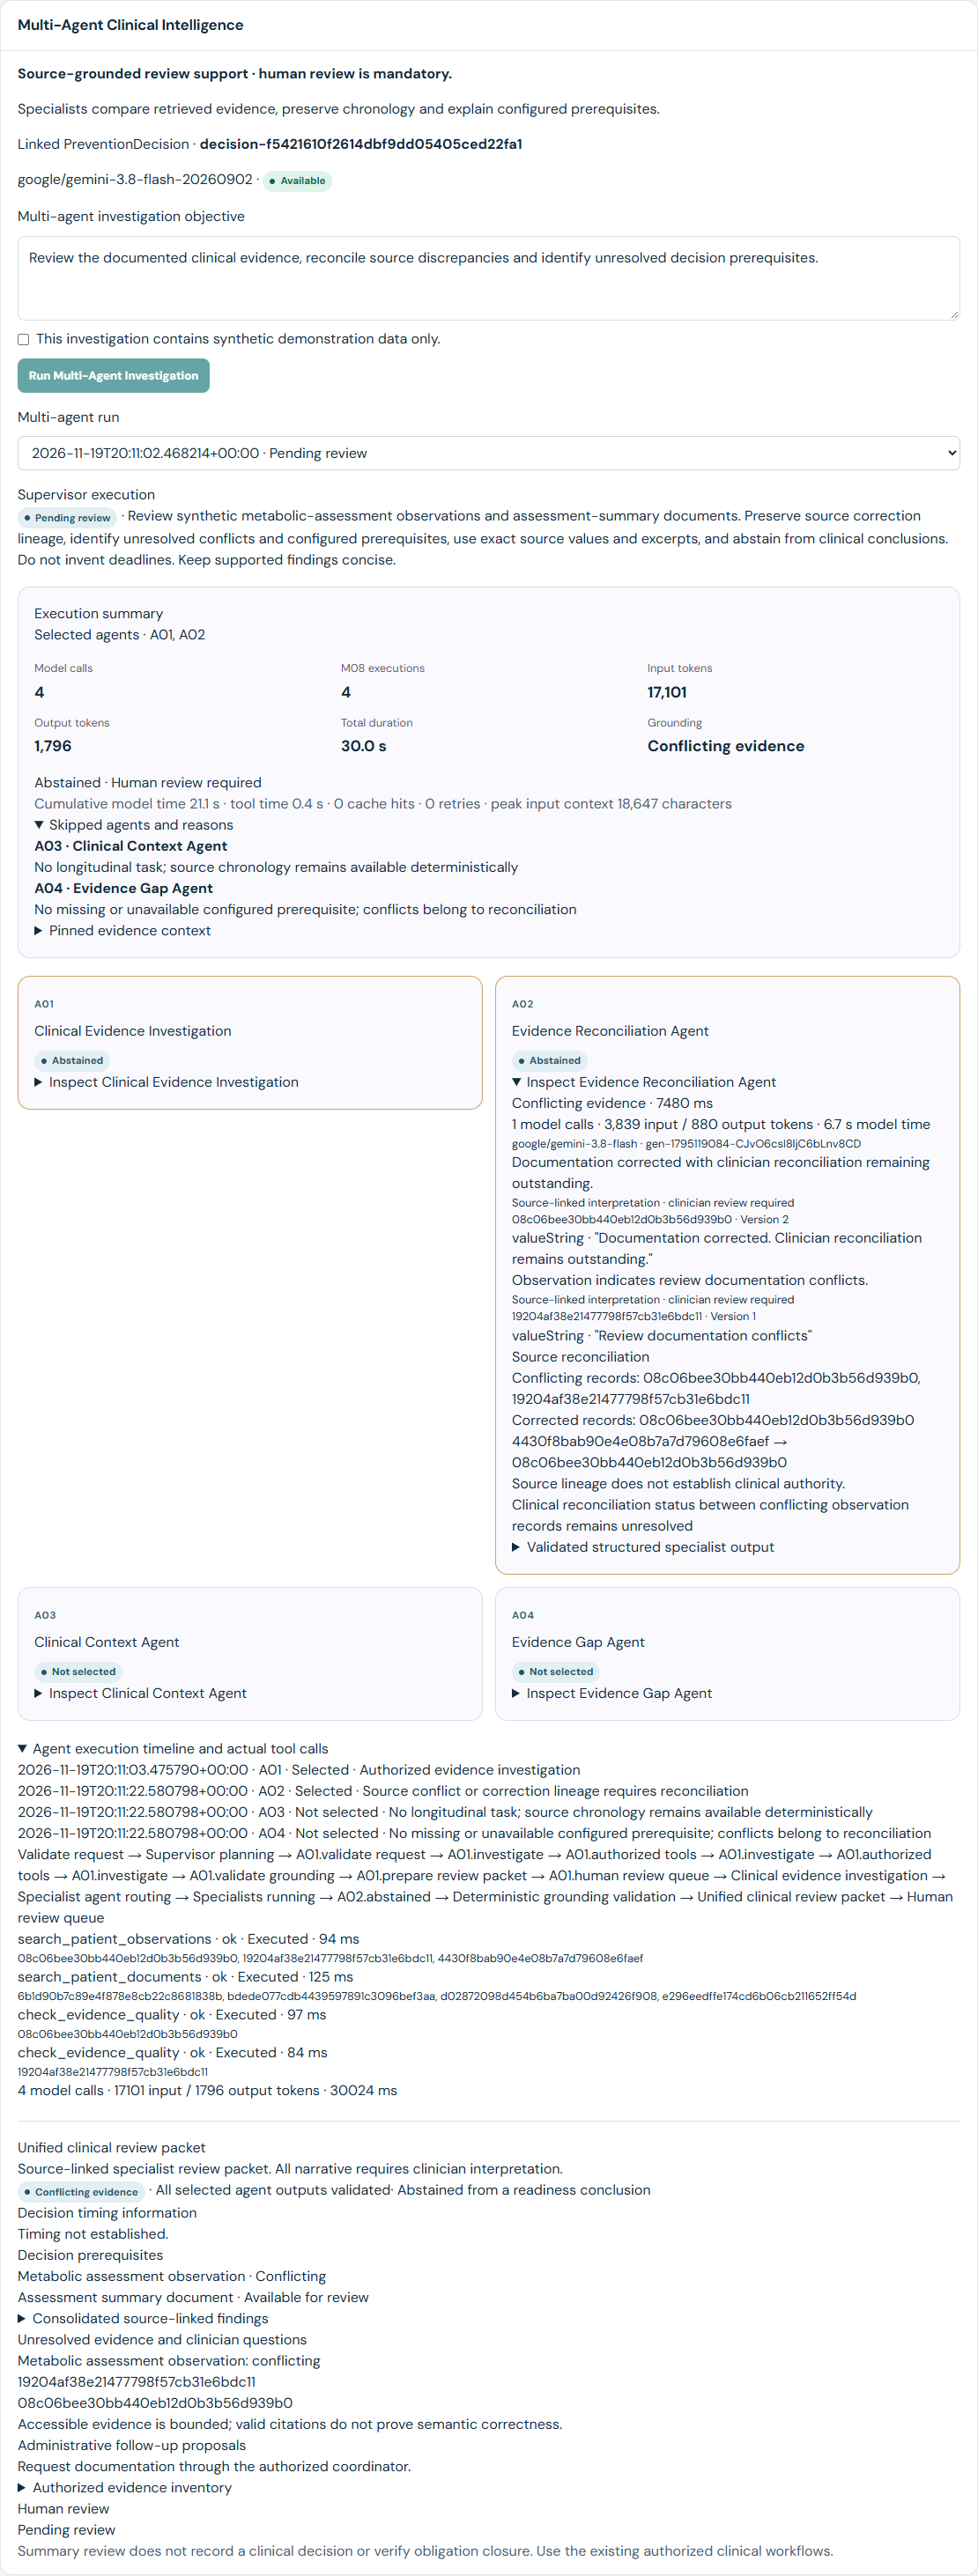 Multi-Agent Clinical Intelligence
Source-grounded review support · human review is mandatory.
Specialists compare retrieved evidence, preserve chronology and explain configured prerequisites.
Linked PreventionDecision · decision-f5421610f2614dbf9dd05405ced22fa1
google/gemini-3.8-flash-20260902 · Available
Multi-agent investigation objective
Review the documented clinical evidence, reconcile source discrepancies and identify unresolved decision prerequisites.
This investigation contains synthetic demonstration data only.
Run Multi-Agent Investigation
Multi-agent run
2026-11-19T20:11:02.468214+00:00 · Pending review
Supervisor execution
Pending review · Review synthetic metabolic-assessment observations and assessment-summary documents. Preserve source correction
lineage, identify unresolved conflicts and configured prerequisites, use exact source values and excerpts, and abstain from clinical conclusions.
Do not invent deadlines. Keep supported findings concise.
Execution summary
Selected agents · A01, A02
Model calls
4
M08 executions
4
Input tokens
17,101
Output tokens
1,796
Total duration
30.0 s
Grounding
Conflicting evidence
Abstained · Human review required
Cumulative model time 21.1 s · tool time 0.4 s · 0 cache hits · 0 retries · peak input context 18,647 characters
▼ Skipped agents and reasons
A03 · Clinical Context Agent
No longitudinal task; source chronology remains available deterministically
A04 · Evidence Gap Agent
No missing or unavailable configured prerequisite; conflicts belong to reconciliation
▶ Pinned evidence context
A01
Clinical Evidence Investigation
Abstained
▶ Inspect Clinical Evidence Investigation
A02
Evidence Reconciliation Agent
Abstained
▼ Inspect Evidence Reconciliation Agent
Conflicting evidence · 7480 ms
1 model calls · 3,839 input / 880 output tokens · 6.7 s model time
google/gemini-3.8-flash · gen-1795119084-CJvO6csI8IjC6bLnv8CD
Documentation corrected with clinician reconciliation remaining
outstanding.
Source-linked interpretation · clinician review required
08c06bee30bb440eb12d0b3b56d939b0 · Version 2
valueString · "Documentation corrected. Clinician reconciliation
remains outstanding."
Observation indicates review documentation conflicts.
Source-linked interpretation · clinician review required
19204af38e21477798f57cb31e6bdc11 · Version 1
valueString · "Review documentation conflicts"
Source reconciliation
Conflicting records: 08c06bee30bb440eb12d0b3b56d939b0,
19204af38e21477798f57cb31e6bdc11
Corrected records: 08c06bee30bb440eb12d0b3b56d939b0
4430f8bab90e4e08b7a7d79608e6faef →
08c06bee30bb440eb12d0b3b56d939b0
Source lineage does not establish clinical authority.
Clinical reconciliation status between conflicting observation
records remains unresolved
▶ Validated structured specialist output
A03
Clinical Context Agent
Not selected
▶ Inspect Clinical Context Agent
A04
Evidence Gap Agent
Not selected
▶ Inspect Evidence Gap Agent
▼ Agent execution timeline and actual tool calls
2026-11-19T20:11:03.475790+00:00 · A01 · Selected · Authorized evidence investigation
2026-11-19T20:11:22.580798+00:00 · A02 · Selected · Source conflict or correction lineage requires reconciliation
2026-11-19T20:11:22.580798+00:00 · A03 · Not selected · No longitudinal task; source chronology remains available deterministically
2026-11-19T20:11:22.580798+00:00 · A04 · Not selected · No missing or unavailable configured prerequisite; conflicts belong to reconciliation
Validate request → Supervisor planning → A01.validate request → A01.investigate → A01.authorized tools → A01.investigate → A01.authorized
tools → A01.investigate → A01.validate grounding → A01.prepare review packet → A01.human review queue → Clinical evidence investigation →
Specialist agent routing → Specialists running → A02.abstained → Deterministic grounding validation → Unified clinical review packet → Human
review queue
search_patient_observations · ok · Executed · 94 ms
08c06bee30bb440eb12d0b3b56d939b0, 19204af38e21477798f57cb31e6bdc11, 4430f8bab90e4e08b7a7d79608e6faef
search_patient_documents · ok · Executed · 125 ms
6b1d90b7c89e4f878e8cb22c8681838b, bdede077cdb4439597891c3096bef3aa, d02872098d454b6ba7ba00d92426f908, e296eedffe174cd6b06cb211652ff54d
check_evidence_quality · ok · Executed · 97 ms
08c06bee30bb440eb12d0b3b56d939b0
check_evidence_quality · ok · Executed · 84 ms
19204af38e21477798f57cb31e6bdc11
4 model calls · 17101 input / 1796 output tokens · 30024 ms
Unified clinical review packet
Source-linked specialist review packet. All narrative requires clinician interpretation.
Conflicting evidence · All selected agent outputs validated· Abstained from a readiness conclusion
Decision timing information
Timing not established.
Decision prerequisites
Metabolic assessment observation · Conflicting
Assessment summary document · Available for review
▶ Consolidated source-linked findings
Unresolved evidence and clinician questions
Metabolic assessment observation: conflicting
19204af38e21477798f57cb31e6bdc11
08c06bee30bb440eb12d0b3b56d939b0
Accessible evidence is bounded; valid citations do not prove semantic correctness.
Administrative follow-up proposals
Request documentation through the authorized coordinator.
▶ Authorized evidence inventory
Human review
Pending review
Summary review does not record a clinical decision or verify obligation closure. Use the existing authorized clinical workflows.